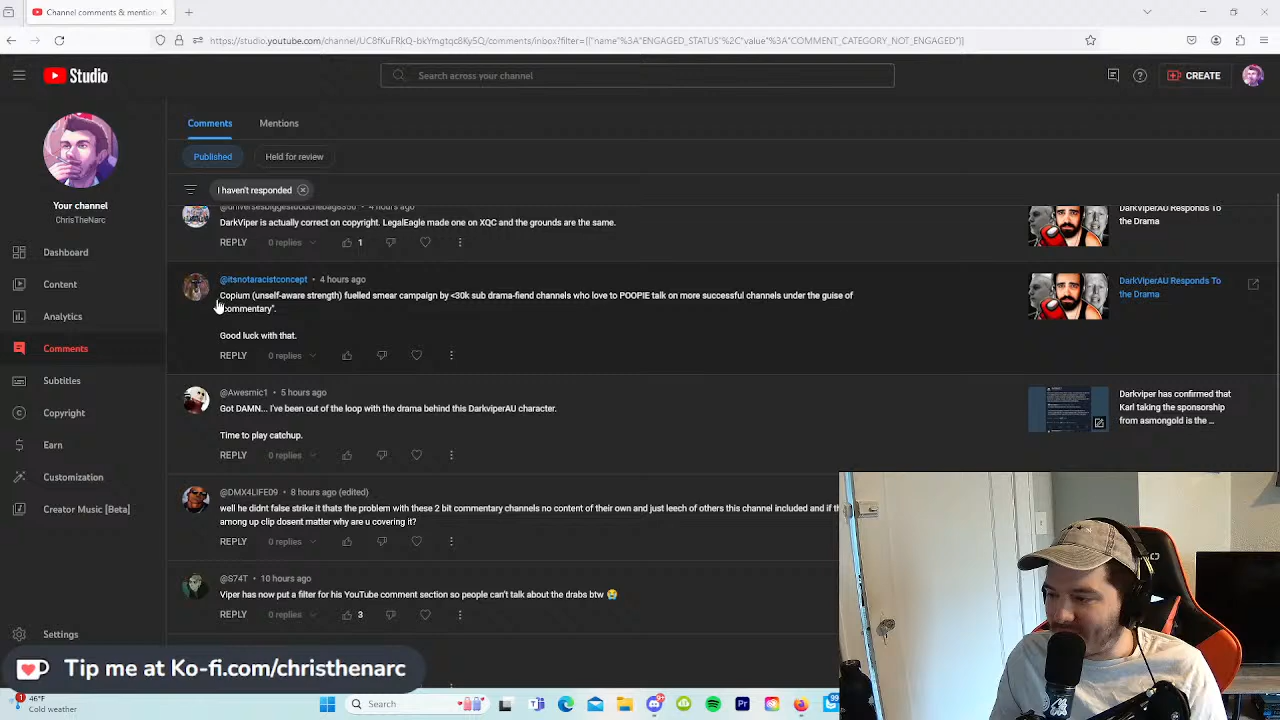 Channel comments & mention
https://studio.youtube.com/channel/UC8fKuFRkQ-bkYmgtqc8Ky5Q/comments/inbox?filter=[{"name"%3A"ENGAGED_STATUS"%2C"value"%3A"COMMENT_CATEGORY_NOT_ENGAGED"}]
Studio
Search across your channel
CREATE
Your channel
ChrisTheNarc
Dashboard
Content
Analytics
Comments
Subtitles
Copyright
Earn
Customization
Creator Music [Beta]
Settings
Comments
Mentions
Published
Held for review
I haven't responded
4 hours ago
DarkViper is actually correct on copyright. LegalEagle made one on XQC and the grounds are the same.
REPLY 0 replies 1
DarkViperAU Responds To
the Drama
@itsnotaracistconcept • 4 hours ago
Copium (unself-aware strength) fuelled smear campaign by <30k sub drama-fiend channels who love to POOPIE talk on more successful channels under the guise of
commentary".
Good luck with that.
REPLY 0 replies
DarkViperAU Responds To
the Drama
@Awesmic1 • 5 hours ago
Got DAMN... I've been out of the loop with the drama behind this DarkviperAU character.
Time to play catchup.
REPLY 0 replies
Darkviper has confirmed that
Karl taking the sponsorship
from asmongold is the ...
@DMX4LIFE09 • 8 hours ago (edited)
well he didnt false strike it thats the problem with these 2 bit commentary channels no content of their own and just leech of others this channel included and if th
among up clip dosent matter why are u covering it?
REPLY 0 replies
@S74T • 10 hours ago
Viper has now put a filter for his YouTube comment section so people can't talk about the drabs btw 😭
REPLY 0 replies 3
Tip me at Ko-fi.com/christhenarc
1
46°F
Cold weather
Search
Pr
99